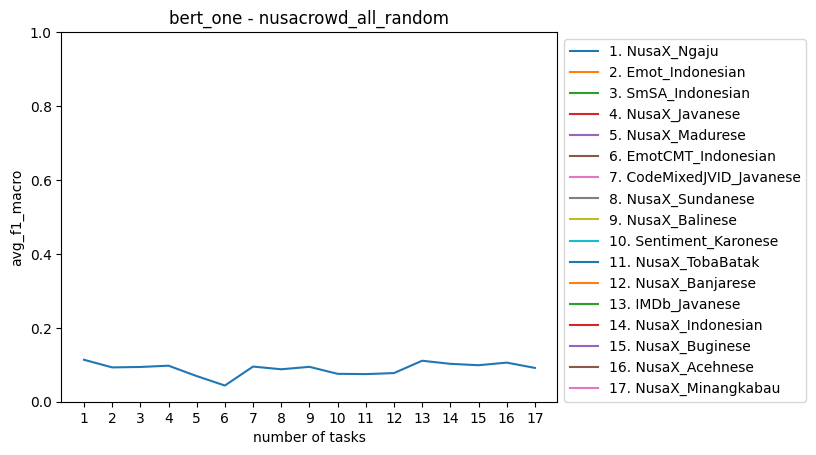 bert_one - nusacrowd_all_random
1.0
0.8
0.6
0.4
0.2
0.0
avg_f1_macro
1 2 3 4 5 6 7 8 9 10 11 12 13 14 15 16 17
number of tasks
1. NusaX_Ngaju
2. Emot_Indonesian
3. SmSA_Indonesian
4. NusaX_Javanese
5. NusaX_Madurese
6. EmotCMT_Indonesian
7. CodeMixedJVID_Javanese
8. NusaX_Sundanese
9. NusaX_Balinese
10. Sentiment_Karonese
11. NusaX_TobaBatak
12. NusaX_Banjarese
13. IMDb_Javanese
14. NusaX_Indonesian
15. NusaX_Buginese
16. NusaX_Acehnese
17. NusaX_Minangkabau